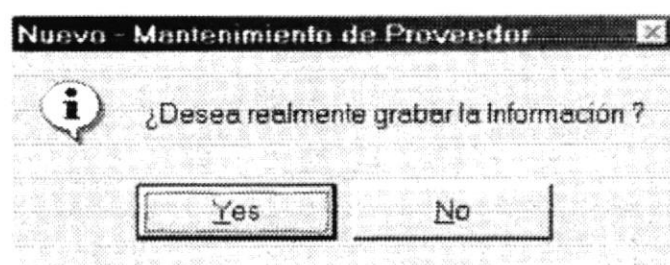 Nuevo - Mantenimiento de Proveedor
¿Desea realmente grabar la Información ?
Yes
No